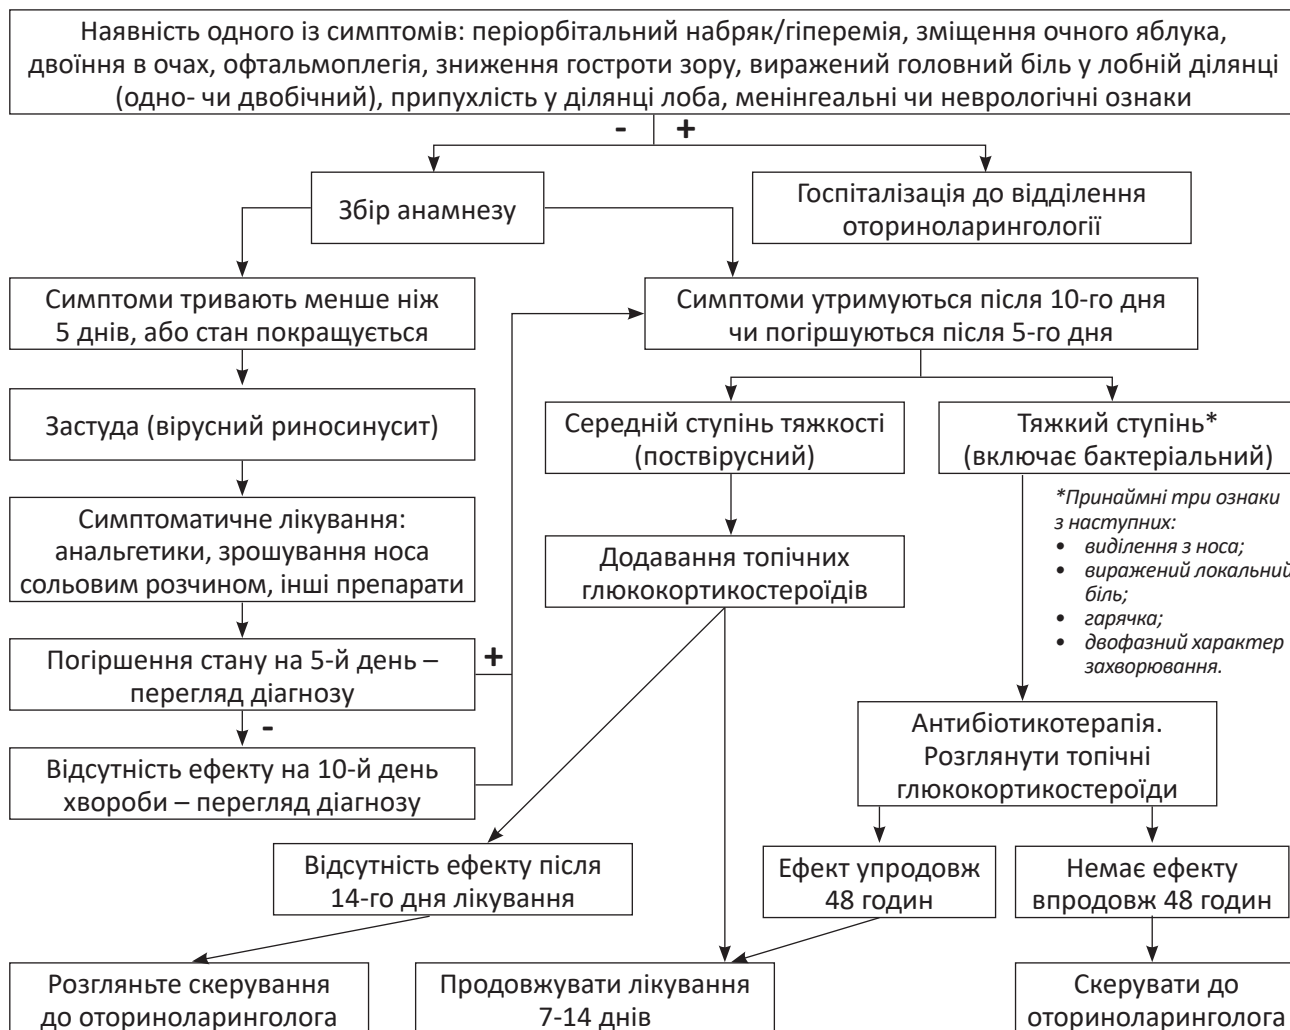 Наявність одного із симптомів: періорбітальний набряк/гіперемія, зміщення очного яблука,
двоїння в очах, офтальмоплегія, зниження гостроти зору, виражений головний біль у лобній ділянці
(одно- чи двобічний), припухлість у ділянці лоба, менінгеальні чи неврологічні ознаки
- +
Збір анамнезу
Госпіталізація до відділення
оториноларингології
Симптоми тривають менше ніж
5 днів, або стан покращується
Симптоми утримуються після 10-го дня
чи погіршуються після 5-го дня
Застуда (вірусний риносинусит)
Середній ступінь тяжкості
(поствірусний)
Тяжкий ступінь*
(включає бактеріальний)
*Принаймні три ознаки
з наступних:
• виділення з носа;
• виражений локальний
біль;
• гарячка;
• двофазний характер
захворювання.
Симптоматичне лікування:
анальгетики, зрошування носа
сольовим розчином, інші препарати
Додавання топічних
глюкокортикостероїдів
Погіршення стану на 5-й день –
перегляд діагнозу
+
-
Відсутність ефекту на 10-й день
хвороби – перегляд діагнозу
Антибіотикотерапія.
Розглянути топічні
глюкокортикостероїди
Відсутність ефекту після
14-го дня лікування
Ефект упродовж
48 годин
Немає ефекту
впродовж 48 годин
Розгляньте скерування
до оториноларинголога
Продовжувати лікування
7-14 днів
Скерувати до
оториноларинголога